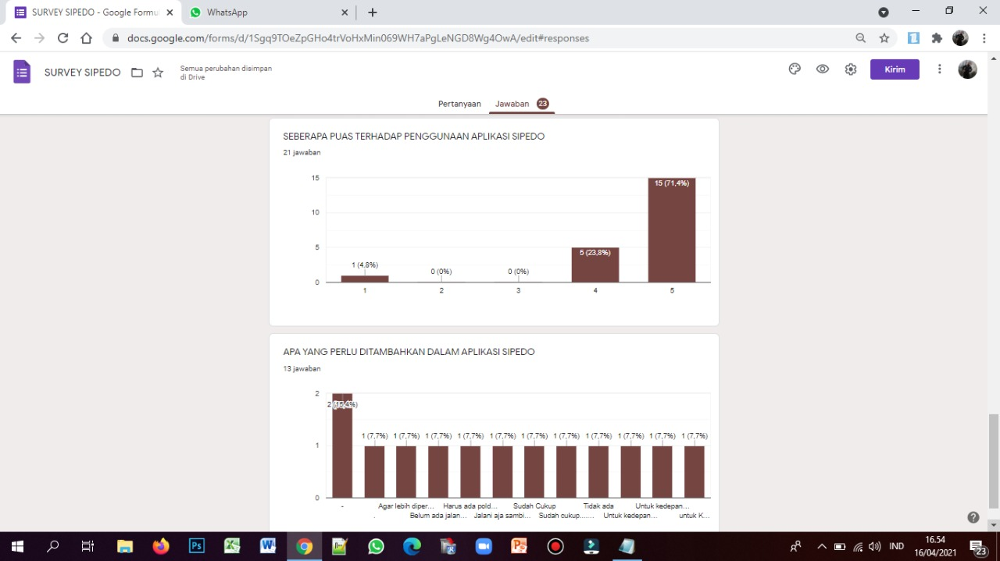 SURVEY SIPEDO - Google Formu
WhatsApp
docs.google.com/forms/d/1Sgq9TOeZpGHo4trVoHxMin069WH7aPgLeNGD8Wg4OwA/edit#responses
SURVEY SIPEDO
Semua perubahan disimpan
di Drive
Kirim
Pertanyaan
Jawaban 23
SEBERAPA PUAS TERHADAP PENGGUNAAN APLIKASI SIPEDO
21 jawaban
15
10
5
0
1 (4,8%)
0 (0%)
0 (0%)
5 (23,8%)
15 (71,4%)
1 2 3 4 5
APA YANG PERLU DITAMBAHKAN DALAM APLIKASI SIPEDO
13 jawaban
2
1
0
2 (15,4%)
1 (7,7%) 1 (7,7%) 1 (7,7%) 1 (7,7%) 1 (7,7%) 1 (7,7%) 1 (7,7%) 1 (7,7%) 1 (7,7%) 1 (7,7%) 1 (7,7%)
- Agar lebih diper... Harus ada pold... Sudah Cukup Tidak ada Untuk kedepan...
. Belum ada jalan... Jalani aja sambi... Sudah cukup...... Untuk kedepan... untuk K...
IND
16.54
16/04/2021
23